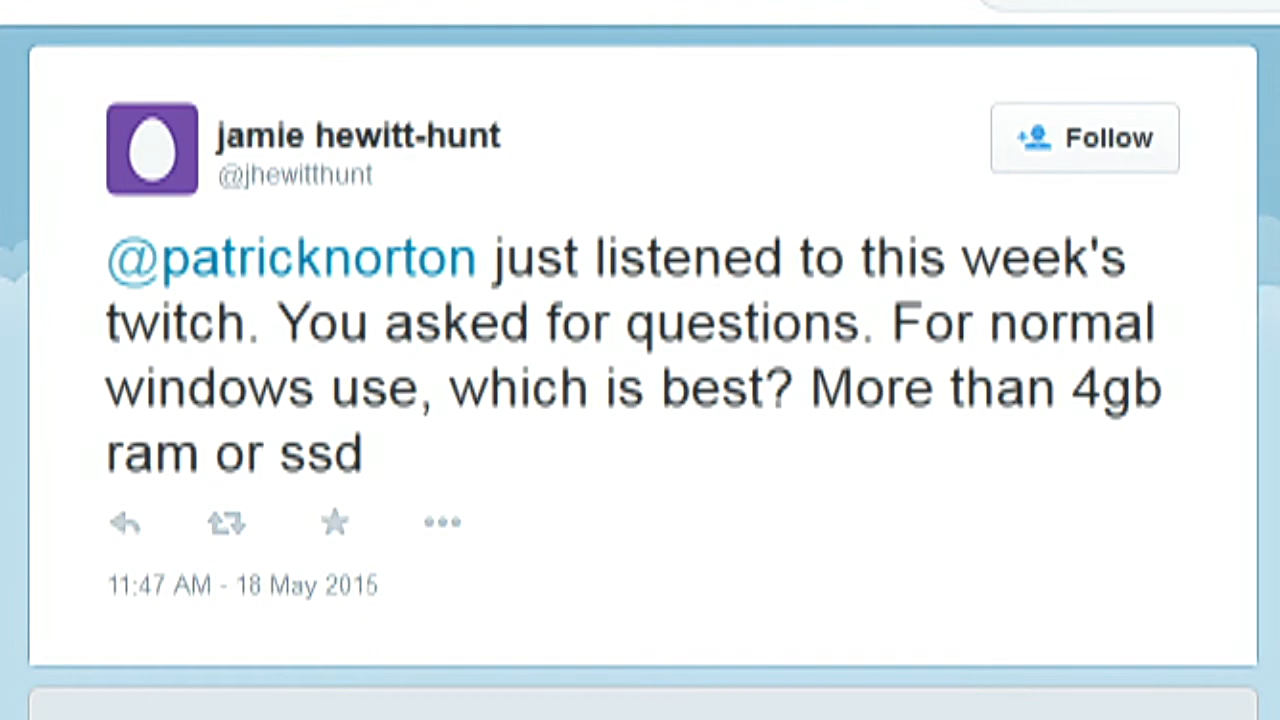 jamie hewitt-hunt
@jhewitthunt
Follow
@patricknorton just listened to this week's
twitch. You asked for questions. For normal
windows use, which is best? More than 4gb
ram or ssd
11:47 AM - 18 May 2015